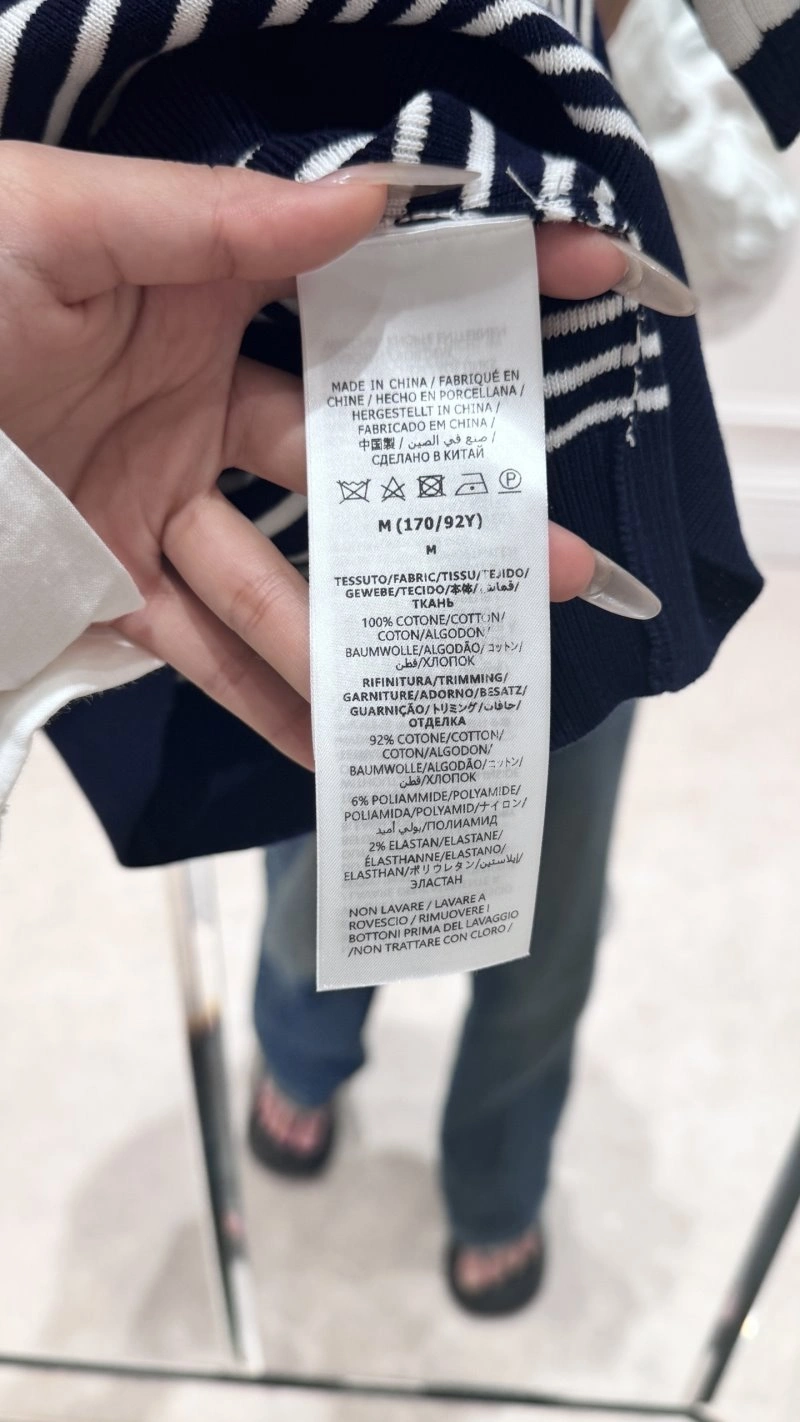 MADE IN CHINA / FABRIQUÉ EN
CHINE / HECHO EN PORCELLANA /
HERGESTELLT IN CHINA /
FABRICADO EM CHINA /
中国製 / صنع في الصين /
СДЕЛАНО В КИТАЙ
P
M (170/92Y)
M
TESSUTO/FABRIC/TISSU/TEJIDO/
GEWEBE/TECIDO/本体/قماش/
ТКАНЬ
100% COTONE/COTTON/
COTON/ALGODON/
BAUMWOLLE/ALGODÃO/コットン/
قطن/ХЛОПОК
RIFINITURA/TRIMMING/
GARNITURE/ADORNO/BESATZ/
GUARNIÇÃO/トリミング/حافات/
ОТДЕЛКА
92% COTONE/COTTON/
COTON/ALGODON/
BAUMWOLLE/ALGODÃO/コットン/
قطن/ХЛОПОК
6% POLIAMMIDE/POLYAMIDE/
POLIAMIDA/POLYAMID/ナイロン/
بولي أميد/ПОЛИАМИД
2% ELASTAN/ELASTANE/
ÉLASTHANNE/ELASTANO/
ELASTHAN/ポリウレタン/إيلاستين/
ЭЛАСТАН
NON LAVARE / LAVARE A
ROVESCIO / RIMUOVERE I
BOTTONI PRIMA DEL LAVAGGIO
/NON TRATTARE CON CLORO /